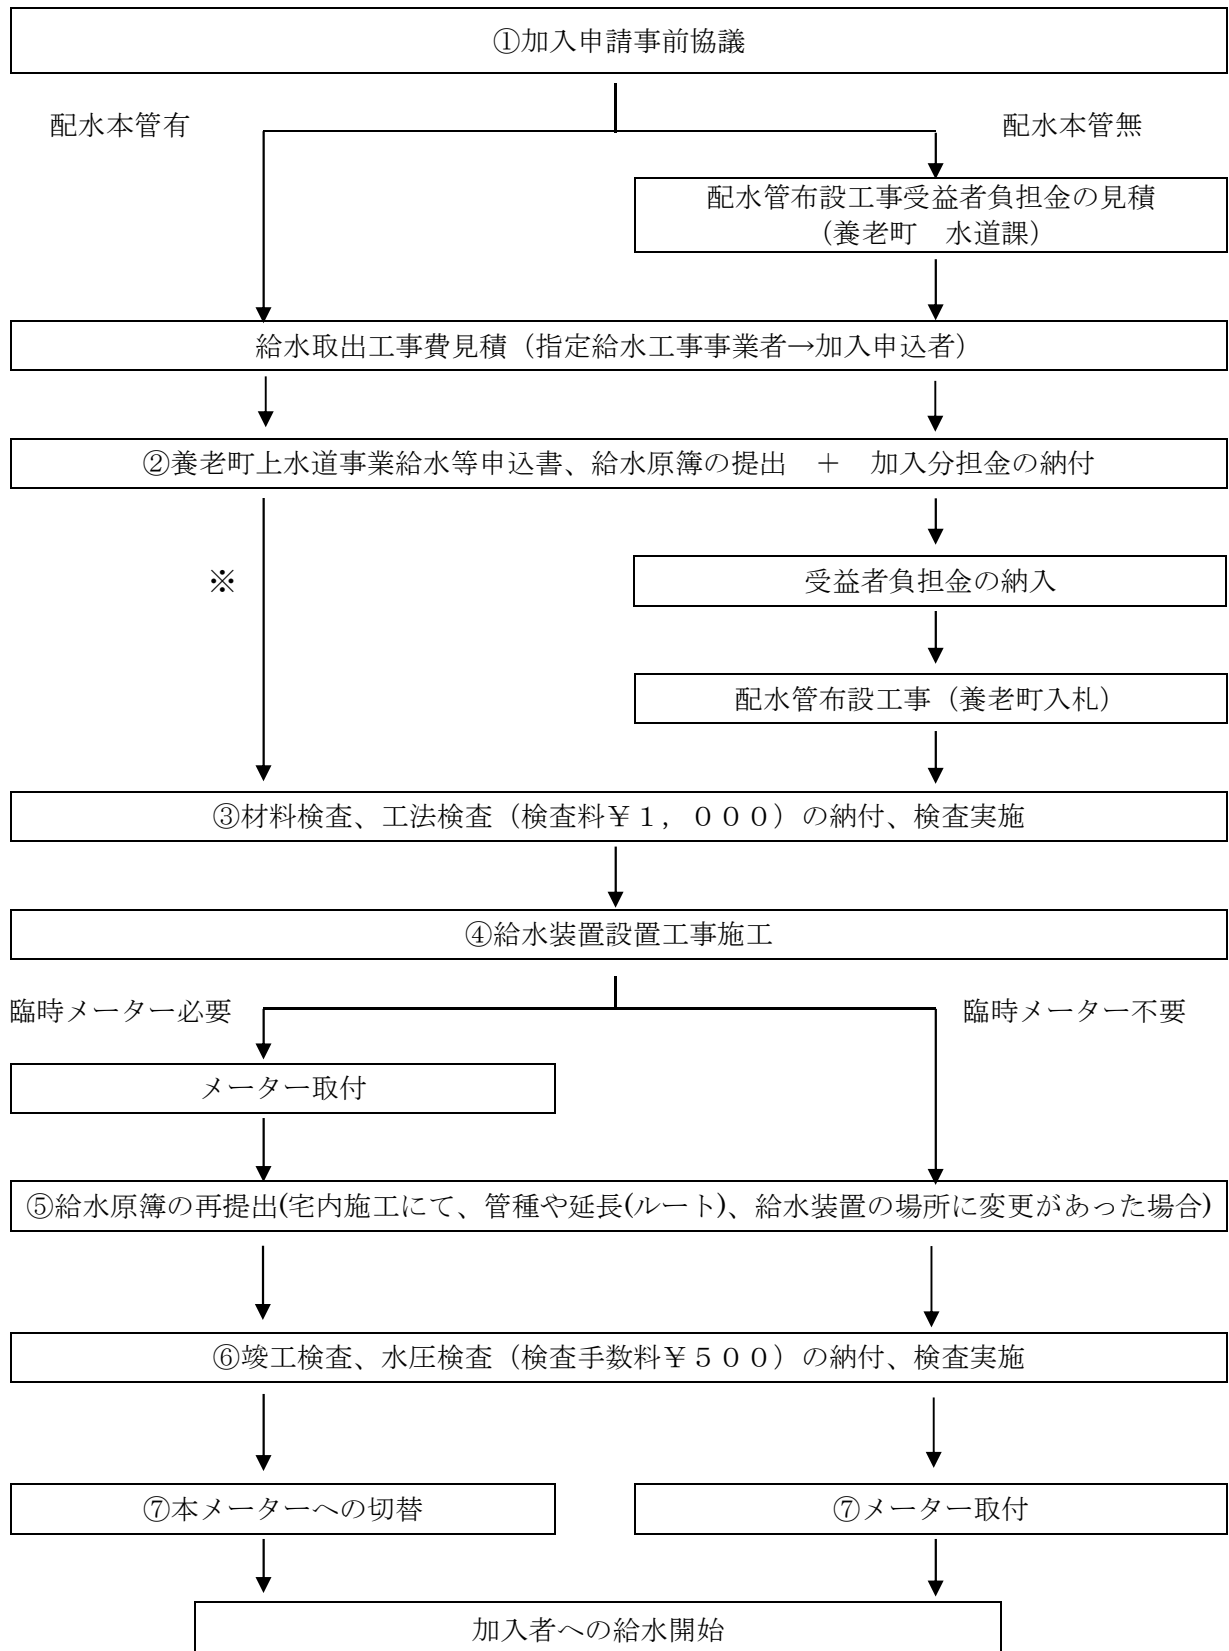 ①加入申請事前協議
配水本管有
配水本管無
配水管布設工事受益者負担金の見積
（養老町　水道課）
給水取出工事費見積（指定給水工事事業者→加入申込者）
②養老町上水道事業給水等申込書、給水原簿の提出　＋　加入分担金の納付
※
受益者負担金の納入
配水管布設工事（養老町入札）
③材料検査、工法検査（検査料￥１，０００）の納付、検査実施
④給水装置設置工事施工
臨時メーター必要
臨時メーター不要
メーター取付
⑤給水原簿の再提出(宅内施工にて、管種や延長(ルート)、給水装置の場所に変更があった場合)
⑥竣工検査、水圧検査（検査手数料￥５００）の納付、検査実施
⑦本メーターへの切替
⑦メーター取付
加入者への給水開始